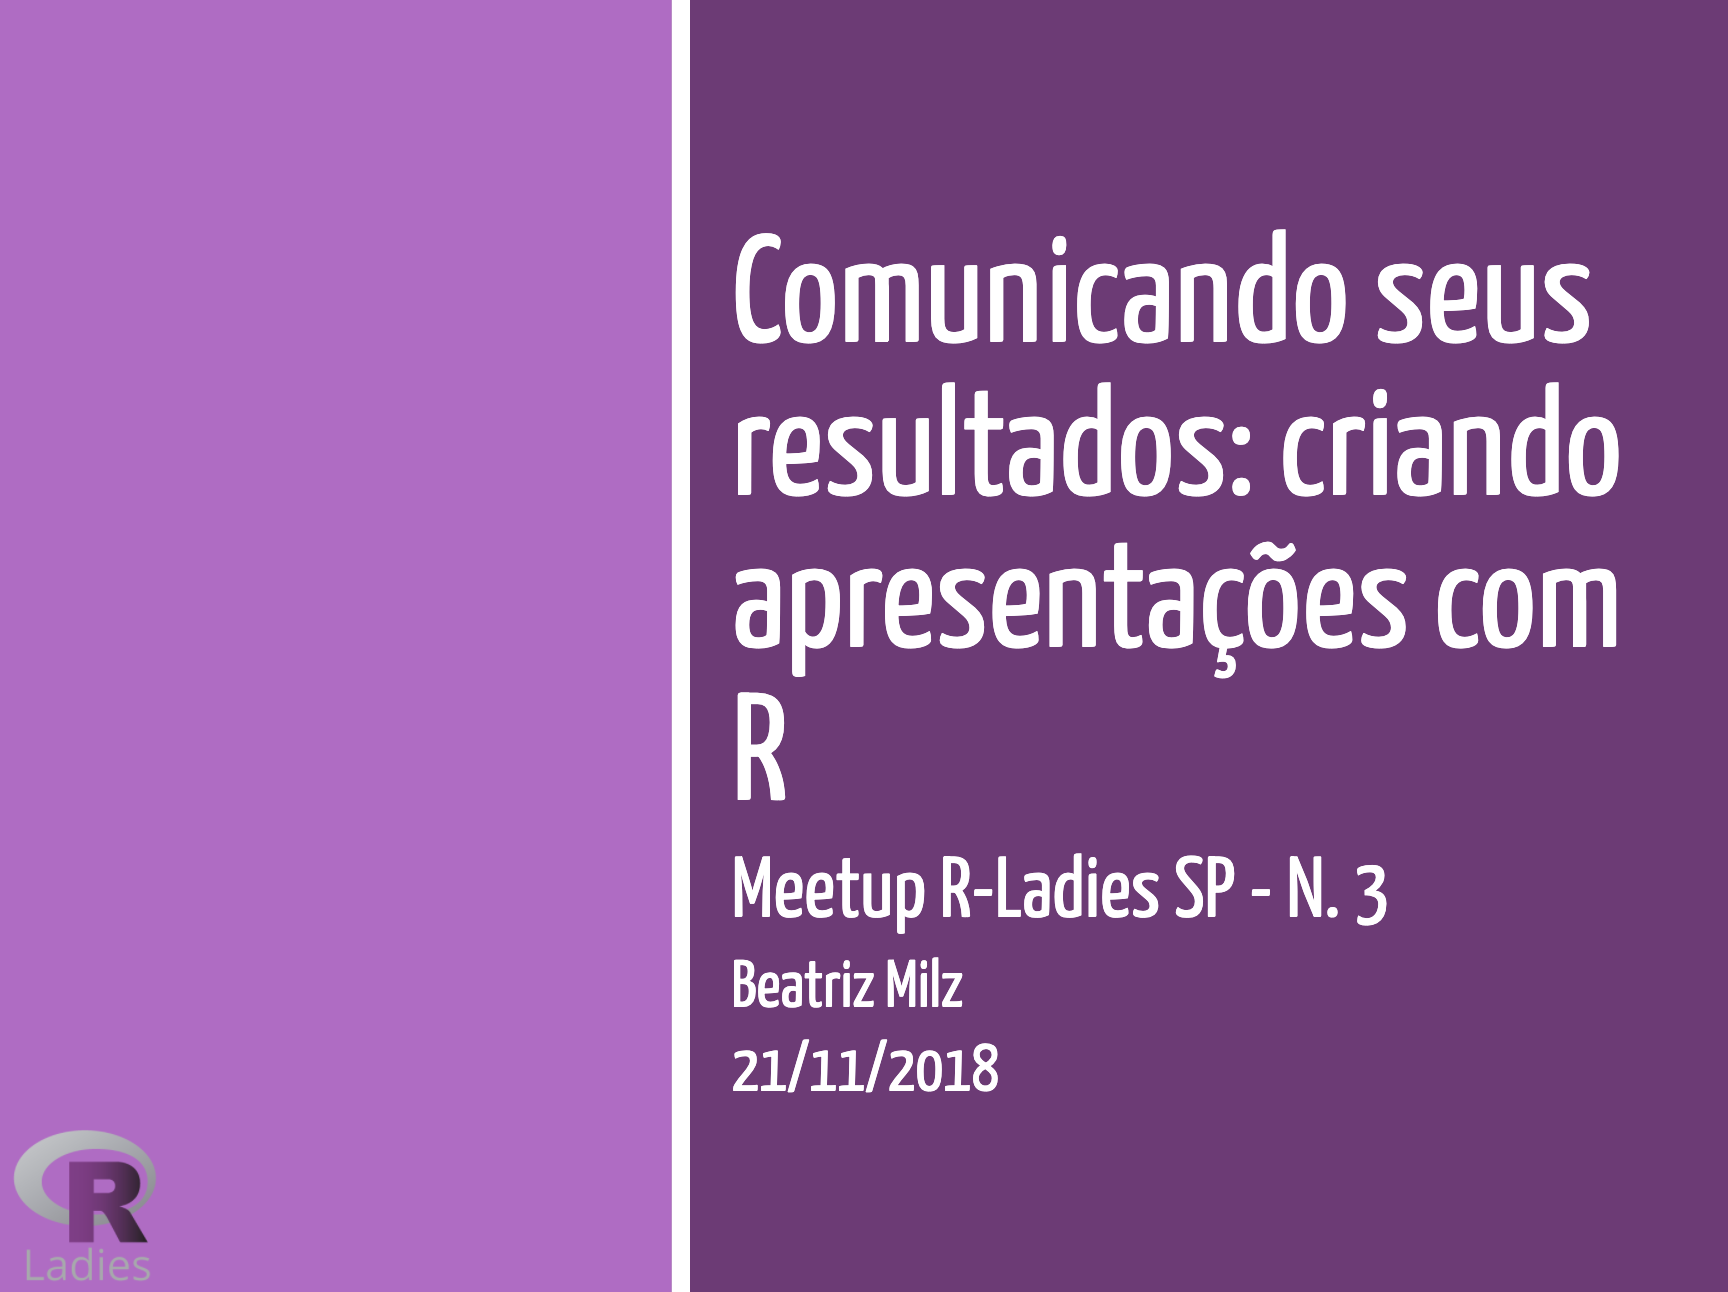 Comunicando seus
resultados: criando
apresentações com
R
Meetup R-Ladies SP - N. 3
Beatriz Milz
21/11/2018
R
Ladies